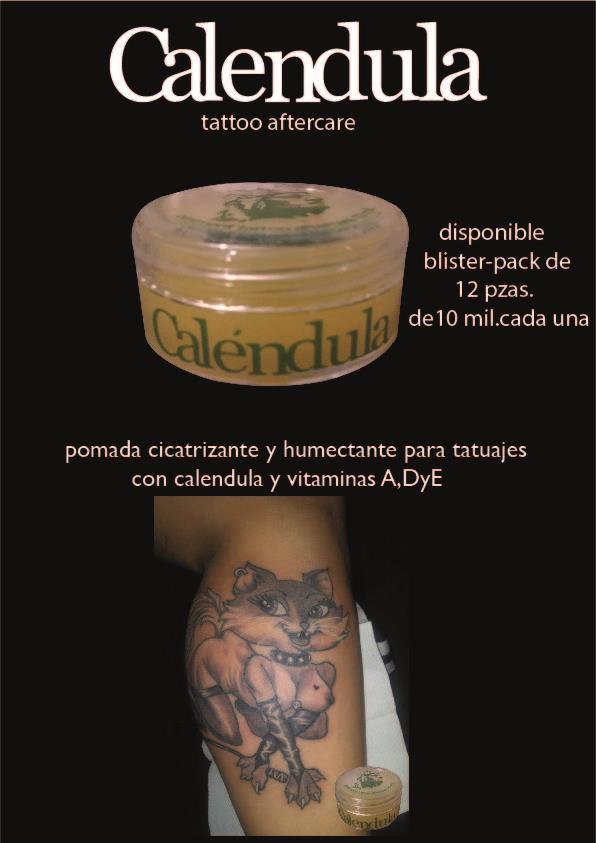 Calendula
tattoo aftercare
disponible
blister-pack de
12 pzas.
de10 mil.cada una
Caléndula
pomada cicatrizante y humectante para tatuajes
con calendula y vitaminas A,DyE
Caléndula